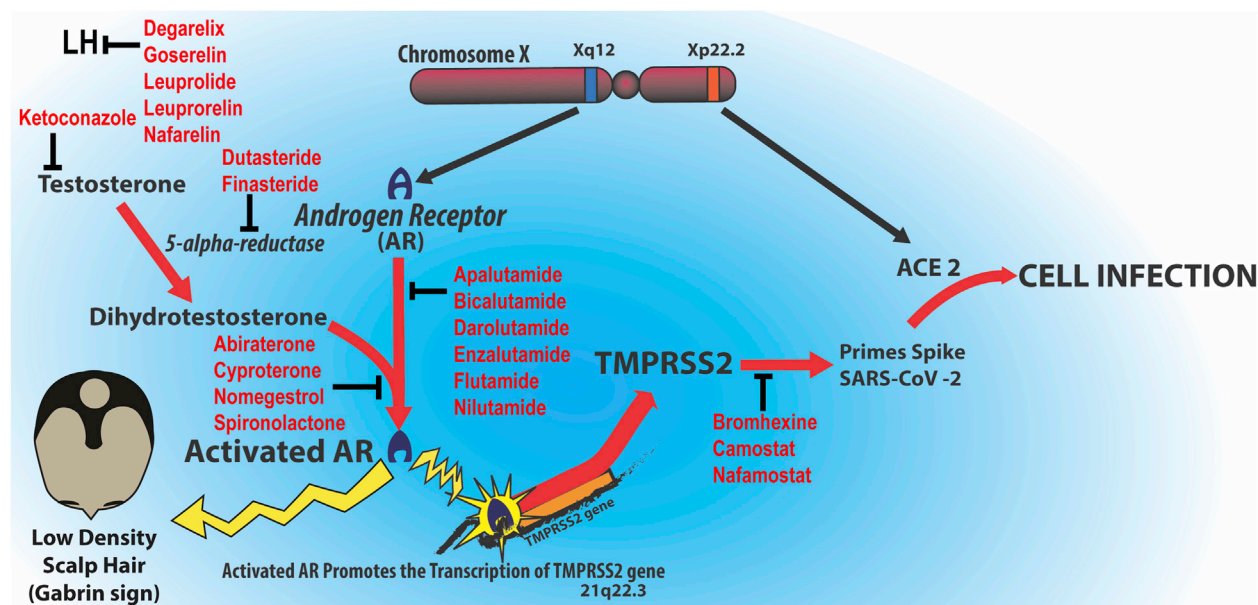 LH
Degarelix
Goserelin
Leuprolide
Leuprorelin
Nafarelin
Ketoconazole
Testosterone
Dutasteride
Finasteride
5-alpha-reductase
Chromosome X
Xq12
Xp22.2
Androgen Receptor
(AR)
ACE 2
CELL INFECTION
Dihydrotestosterone
Apalutamide
Bicalutamide
Darolutamide
Enzalutamide
Flutamide
Nilutamide
Abiraterone
Cyproterone
Nomegestrol
Spironolactone
Activated AR
TMPRSS2
Primes Spike
SARS-CoV -2
Bromhexine
Camostat
Nafamostat
TMPRSS2 gene
Low Density
Scalp Hair
(Gabrin sign)
Activated AR Promotes the Transcription of TMPRSS2 gene
21q22.3